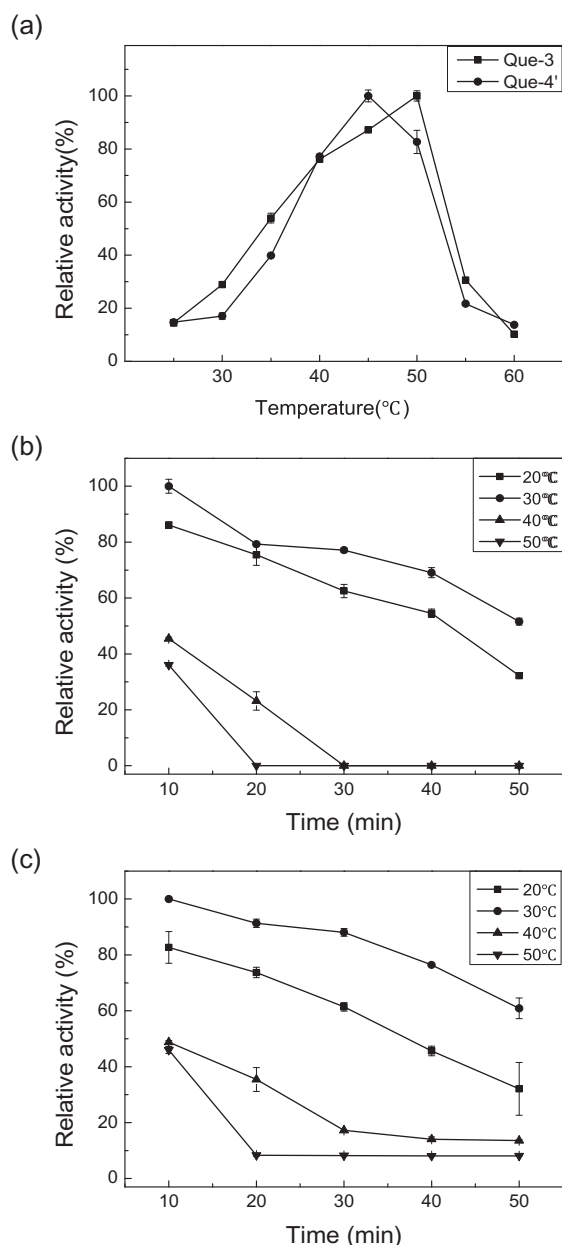 (a)
Que-3
Que-4'
100
80
60
40
20
0
Relative activity(%)
30 40 50 60
Temperature(℃)
(b)
20℃
30℃
40℃
50℃
100
80
60
40
20
0
Relative activity (%)
10 20 30 40 50
Time (min)
(c)
20℃
30℃
40℃
50℃
100
80
60
40
20
0
Relative activity (%)
10 20 30 40 50
Time (min)